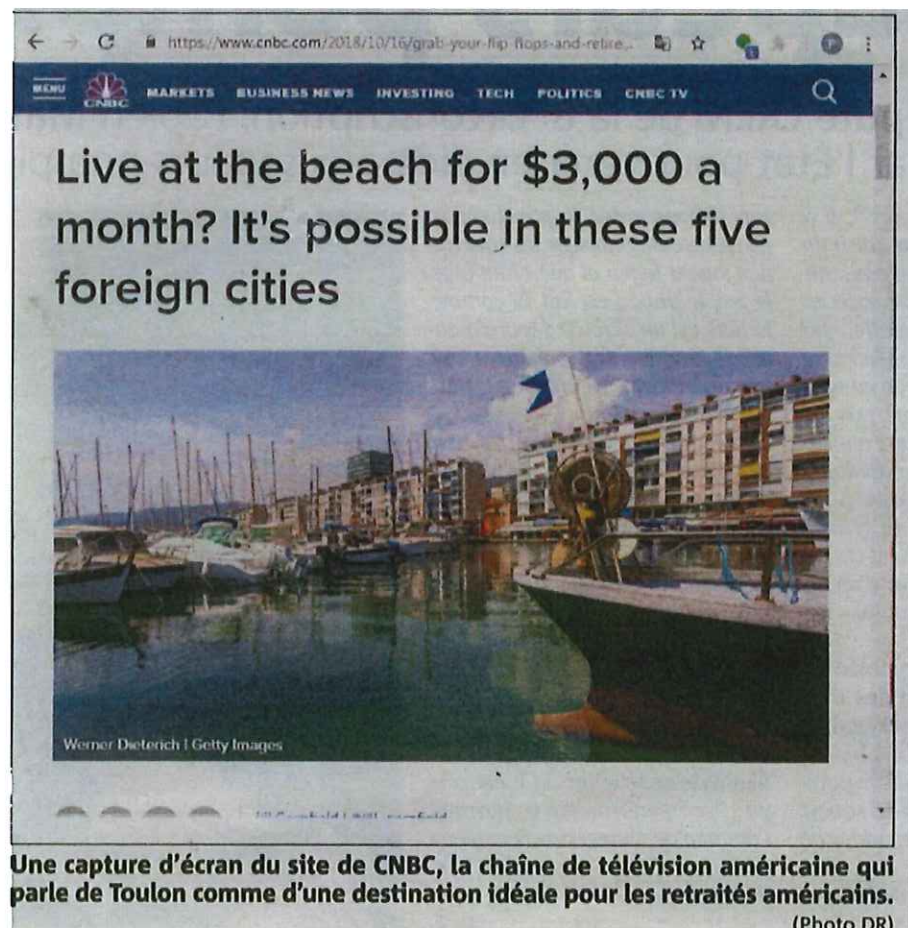 https://www.cnbc.com/2018/10/16/grab-your-flip-flops-and-retire...
MENU CNBC MARKETS BUSINESS NEWS INVESTING TECH POLITICS CNBC TV
Live at the beach for $3,000 a
month? It's possible in these five
foreign cities
Werner Dieterich | Getty Images
Une capture d'écran du site de CNBC, la chaîne de télévision américaine qui
parle de Toulon comme d'une destination idéale pour les retraités américains.
(Photo DR)